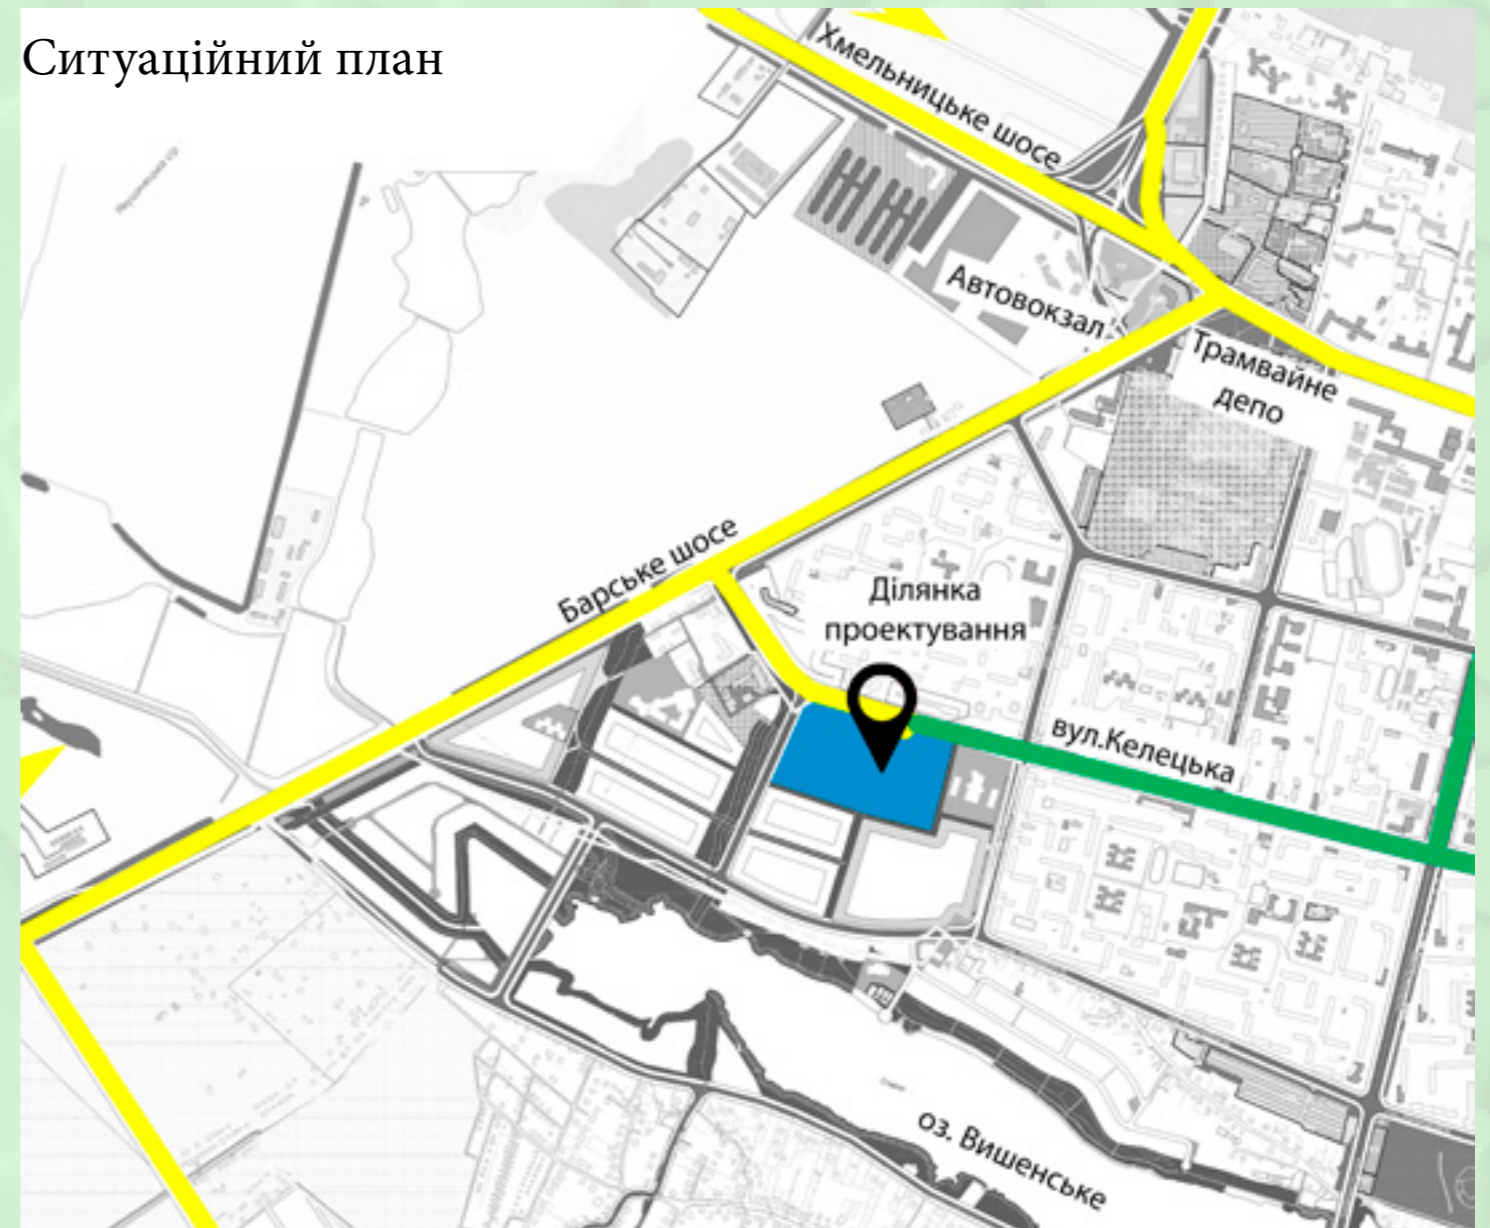 Ситуаційний план
Хмельницьке шосе
Автовокзал
Трамвайне
депо
Барське шосе
Ділянка
проектування
вул.Келецька
оз. Вишенське